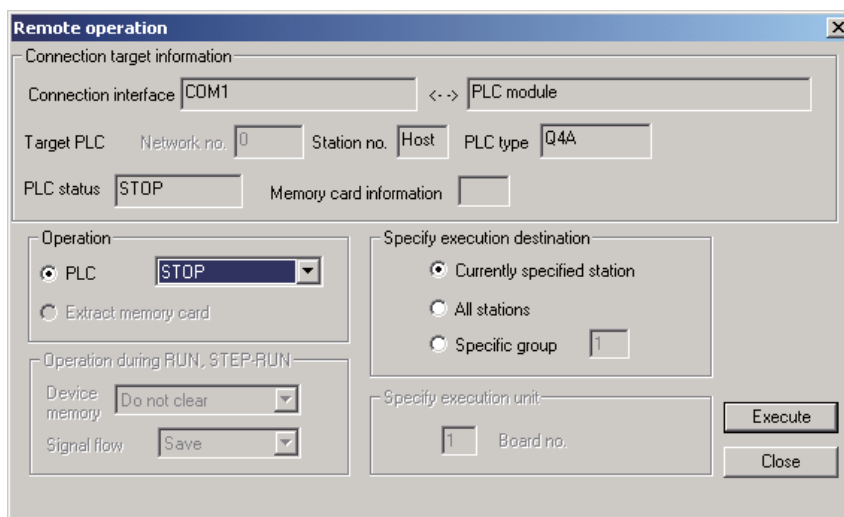 Remote operation
Connection target information
Connection interface COM1 <--> PLC module
Target PLC Network no. 0 Station no. Host PLC type Q4A
PLC status STOP Memory card information
Operation
PLC STOP
Extract memory card
Specify execution destination
Currently specified station
All stations
Specific group 1
Operation during RUN, STEP-RUN
Device
memory Do not clear
Signal flow Save
Specify execution unit
1 Board no.
Execute
Close